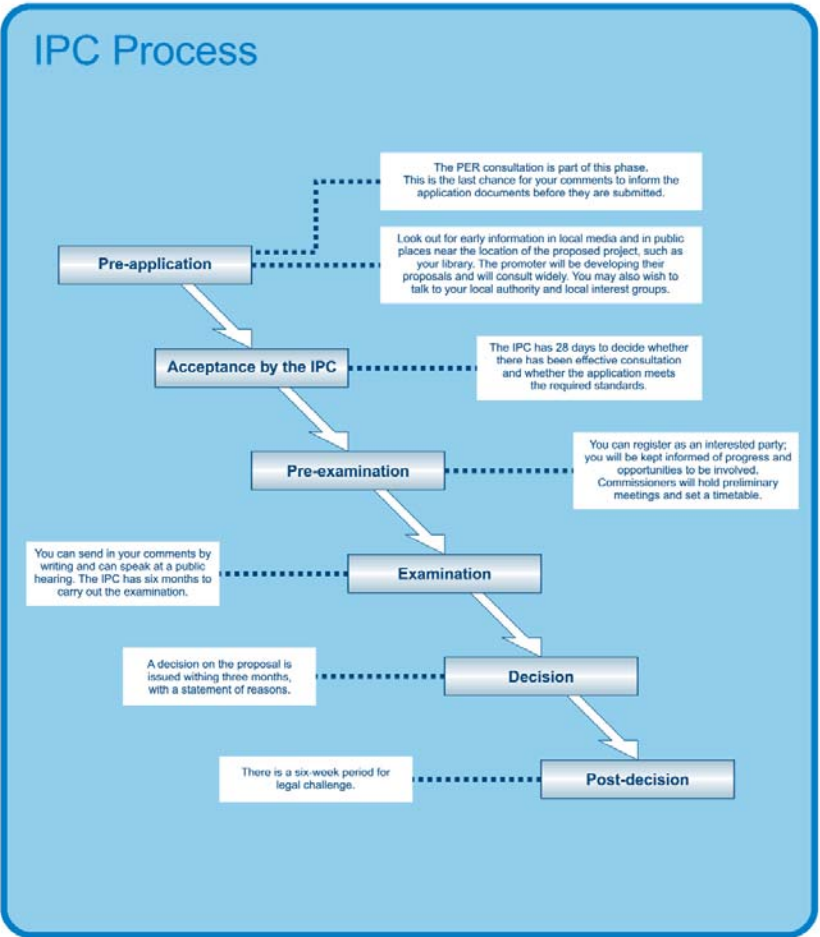 IPC Process
The PER consultation is part of this phase.
This is the last chance for your comments to inform the
application documents before they are submitted.
Pre-application
Look out for early information in local media and in public
places near the location of the proposed project, such as
your library. The promoter will be developing their
proposals and will consult widely. You may also wish to
talk to your local authority and local interest groups.
Acceptance by the IPC
The IPC has 28 days to decide whether
there has been effective consultation
and whether the application meets
the required standards.
Pre-examination
You can register as an interested party;
you will be kept informed of progress and
opportunities to be involved.
Commissioners will hold preliminary
meetings and set a timetable.
You can send in your comments by
writing and can speak at a public
hearing. The IPC has six months to
carry out the examination.
Examination
A decision on the proposal is
issued withing three months,
with a statement of reasons.
Decision
There is a six-week period for
legal challenge.
Post-decision